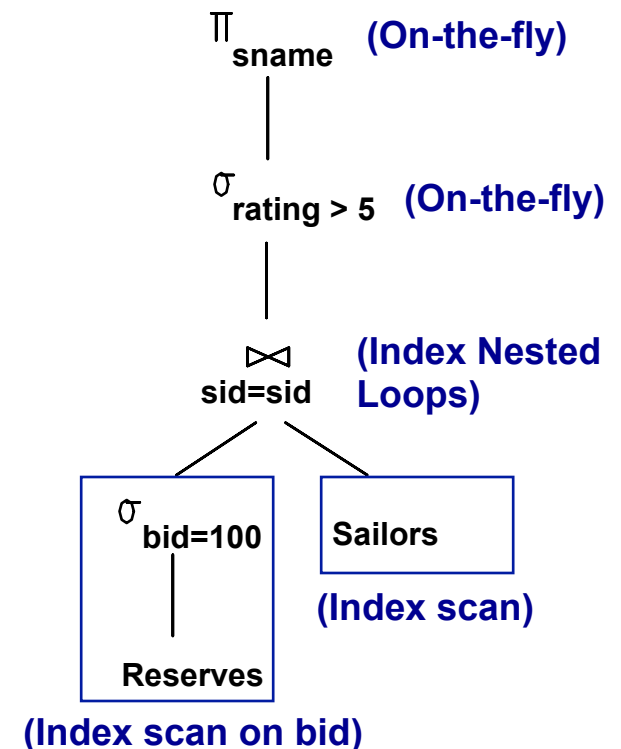 π sname (On-the-fly)
σ rating > 5 (On-the-fly)
⋈ (Index Nested
sid=sid Loops)
σ bid=100 Sailors
(Index scan)
Reserves
(Index scan on bid)